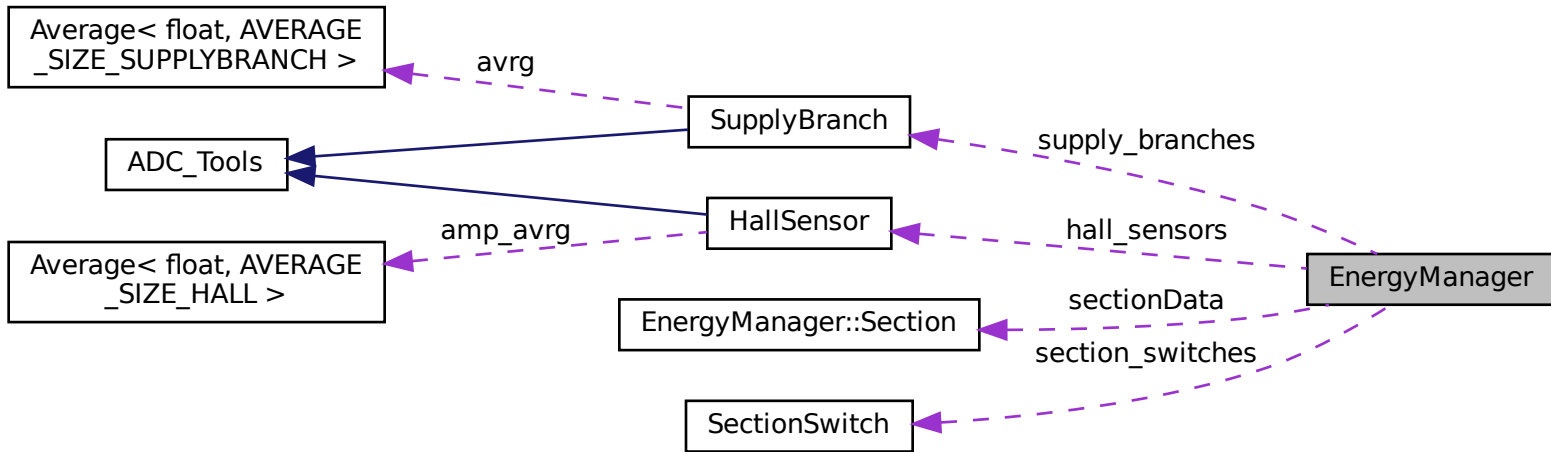 Average< float, AVERAGE
_SIZE_SUPPLYBRANCH >
avrg
SupplyBranch
supply_branches
ADC_Tools
HallSensor
hall_sensors
amp_avrg
Average< float, AVERAGE
_SIZE_HALL >
EnergyManager
sectionData
EnergyManager::Section
section_switches
SectionSwitch